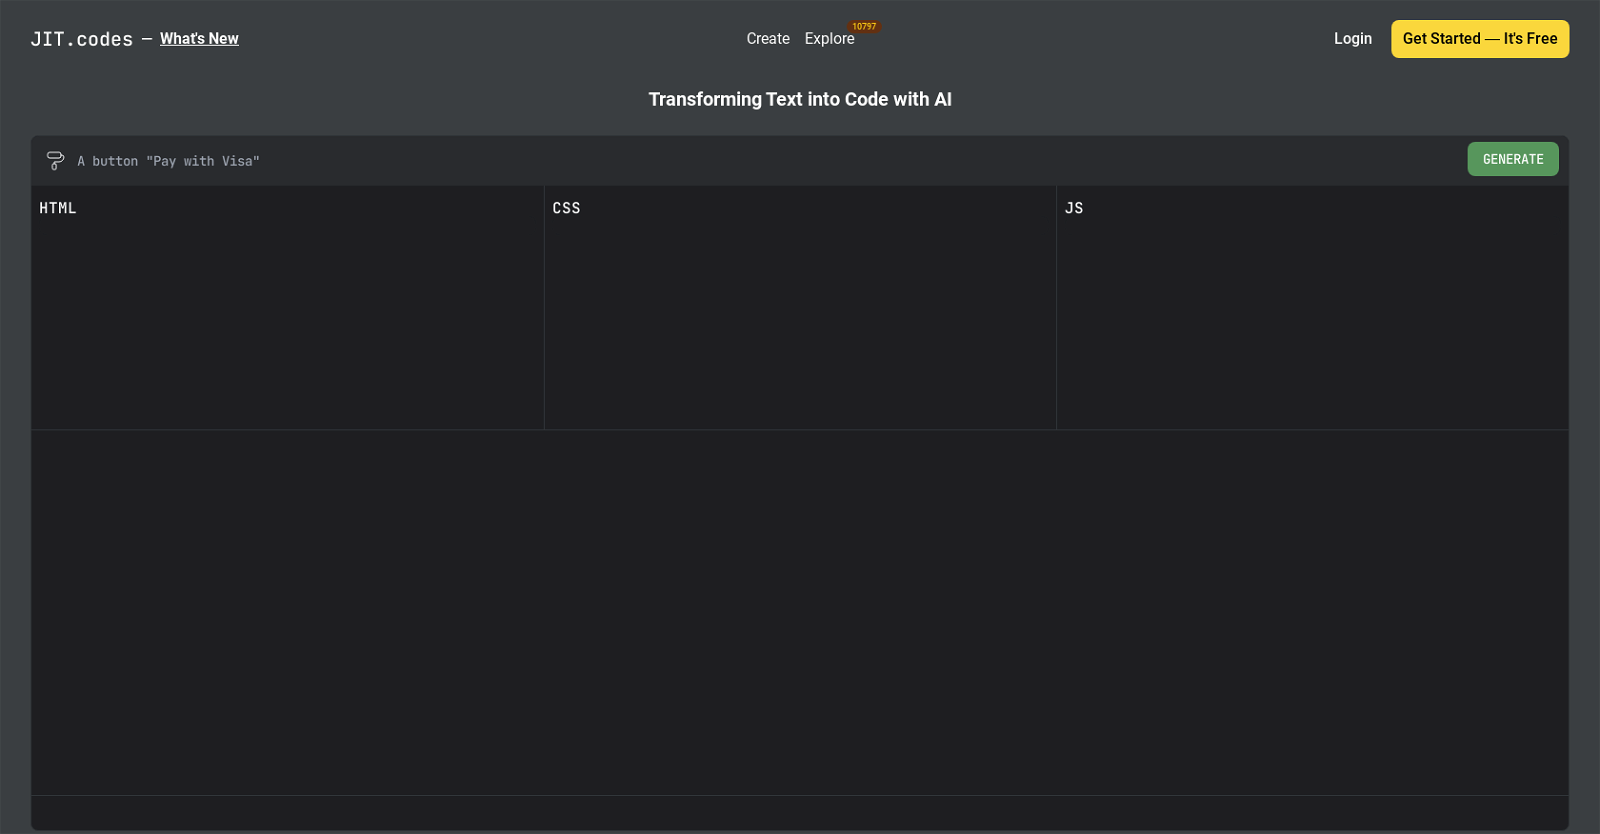 JIT.codes — What's New
Create Explore 10797
Login Get Started — It's Free
Transforming Text into Code with AI
A button "Pay with Visa"
GENERATE
HTML CSS JS